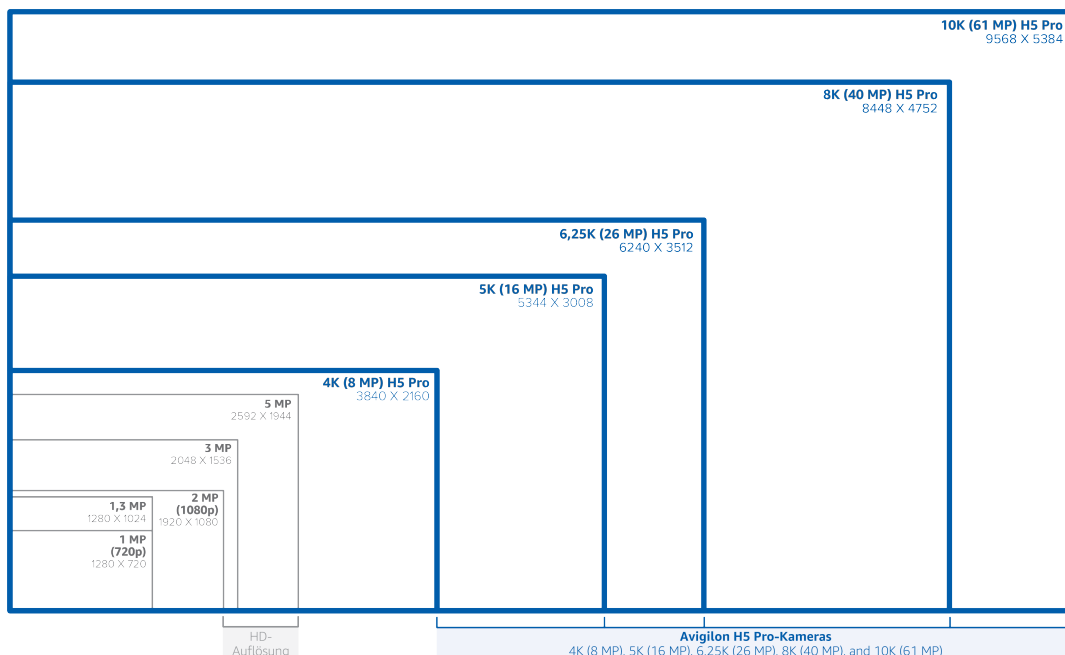 10K (61 MP) H5 Pro
9568 X 5384
8K (40 MP) H5 Pro
8448 X 4752
6,25K (26 MP) H5 Pro
6240 X 3512
5K (16 MP) H5 Pro
5344 X 3008
4K (8 MP) H5 Pro
3840 X 2160
5 MP
2592 X 1944
3 MP
2048 X 1536
2 MP
(1080p)
1920 X 1080
1,3 MP
1280 X 1024
1 MP
(720p)
1280 X 720
HD-
Auflösung
Avigilon H5 Pro-Kameras
4K (8 MP), 5K (16 MP), 6,25K (26 MP), 8K (40 MP), and 10K (61 MP)